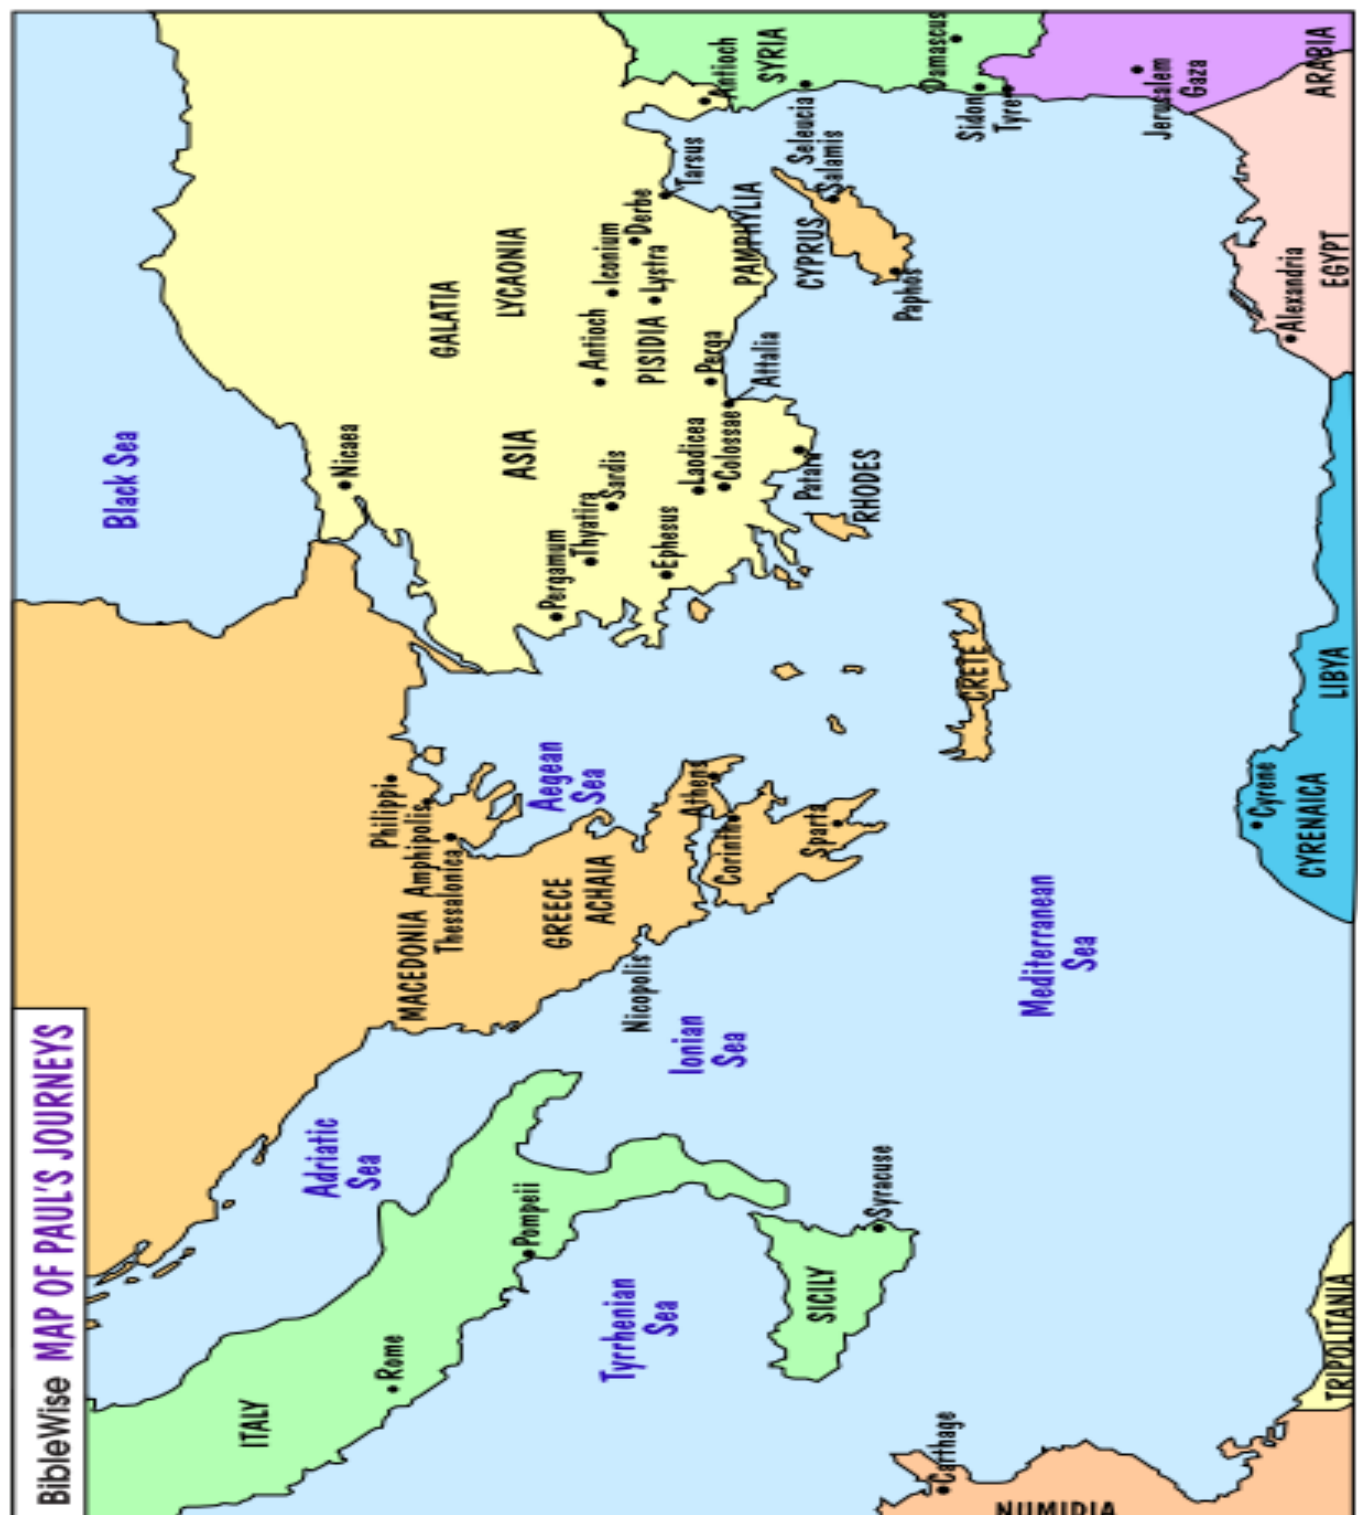 BibleWise MAP OF PAUL'S JOURNEYS
Black Sea
ITALY
Rome
Adriatic
Sea
Pompeii
Tyrrhenian
Sea
SICILY
Syracuse
Carthage
NUMIDIA
TRIPOLITANIA
MACEDONIA
Philippi
Amphipolis
Thessalonica
GREECE
ACHAIA
Nicopolis
Ionian
Sea
Corinth
Athens
Sparta
Aegean
Sea
Mediterranean
Sea
CRETE
Cyrene
CYRENAICA
LIBYA
Nicaea
GALATIA
LYCAONIA
ASIA
Pergamum
Thyatira
Sardis
Ephesus
Laodicea
Colossae
Antioch
Iconium
Lystra
Derbe
PISIDIA
Perga
Attalia
Patara
RHODES
PAMPHYLIA
Tarsus
CYPRUS
Salamis
Paphos
Antioch
SYRIA
Seleucia
Damascus
Sidon
Tyre
Jerusalem
Gaza
ARABIA
EGYPT
Alexandria